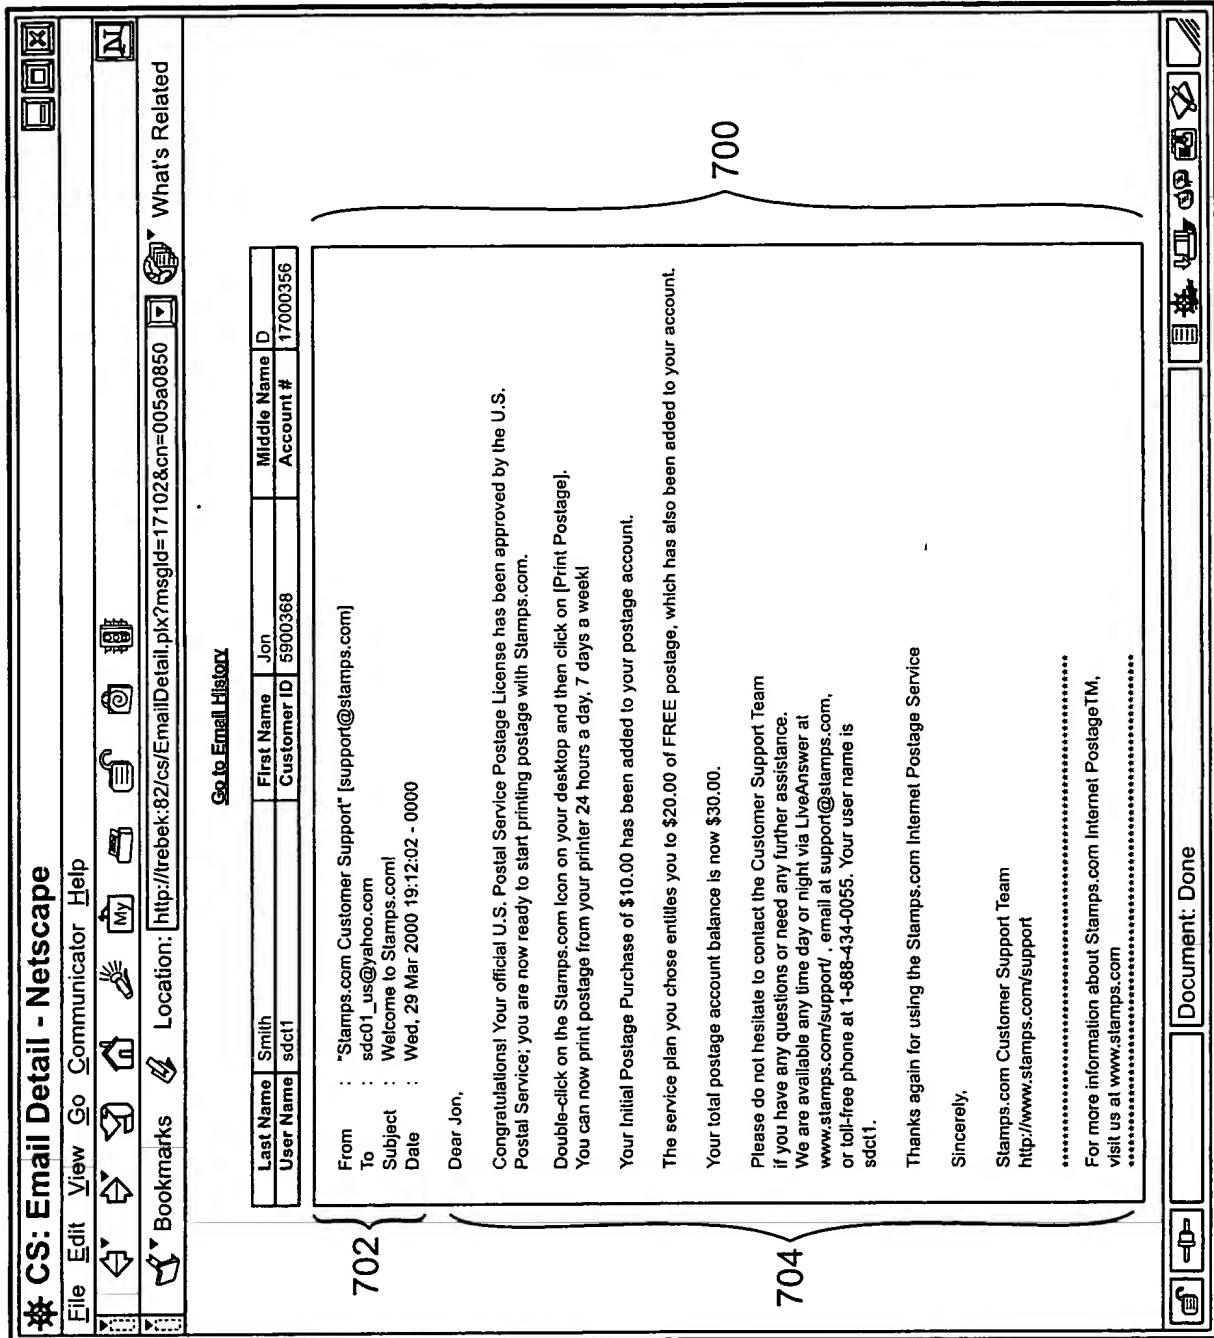 CS: Email Detail - Netscape
File Edit View Go Communicator Help
My
N
Bookmarks Location: http://trebek:82/cs/EmailDetail.plx?msgId=17102&cn=005a0850 What's Related
Go to Email History
Last Name Smith First Name Jon Middle Name D
User Name sdct1 Customer ID 5900368 Account # 17000356
From : "Stamps.com Customer Support" [support@stamps.com]
To : sdc01_us@yahoo.com
Subject : Welcome to Stamps.com!
Date : Wed, 29 Mar 2000 19:12:02 - 0000
Dear Jon,
Congratulations! Your official U.S. Postal Service Postage License has been approved by the U.S.
Postal Service; you are now ready to start printing postage with Stamps.com.
Double-click on the Stamps.com Icon on your desktop and then click on [Print Postage].
You can now print postage from your printer 24 hours a day, 7 days a week!
Your Initial Postage Purchase of $10.00 has been added to your postage account.
The service plan you chose entitles you to $20.00 of FREE postage, which has also been added to your account.
Your total postage account balance is now $30.00.
Please do not hesitate to contact the Customer Support Team
if you have any questions or need any further assistance.
We are available any time day or night via LiveAnswer at
www.stamps.com/support/ , email at support@stamps.com,
or toll-free phone at 1-888-434-0055. Your user name is
sdct1.
Thanks again for using the Stamps.com Internet Postage Service
Sincerely,
Stamps.com Customer Support Team
http://www.stamps.com/support
For more information about Stamps.com Internet PostageTM,
visit us at www.stamps.com
702
704
700
Document: Done